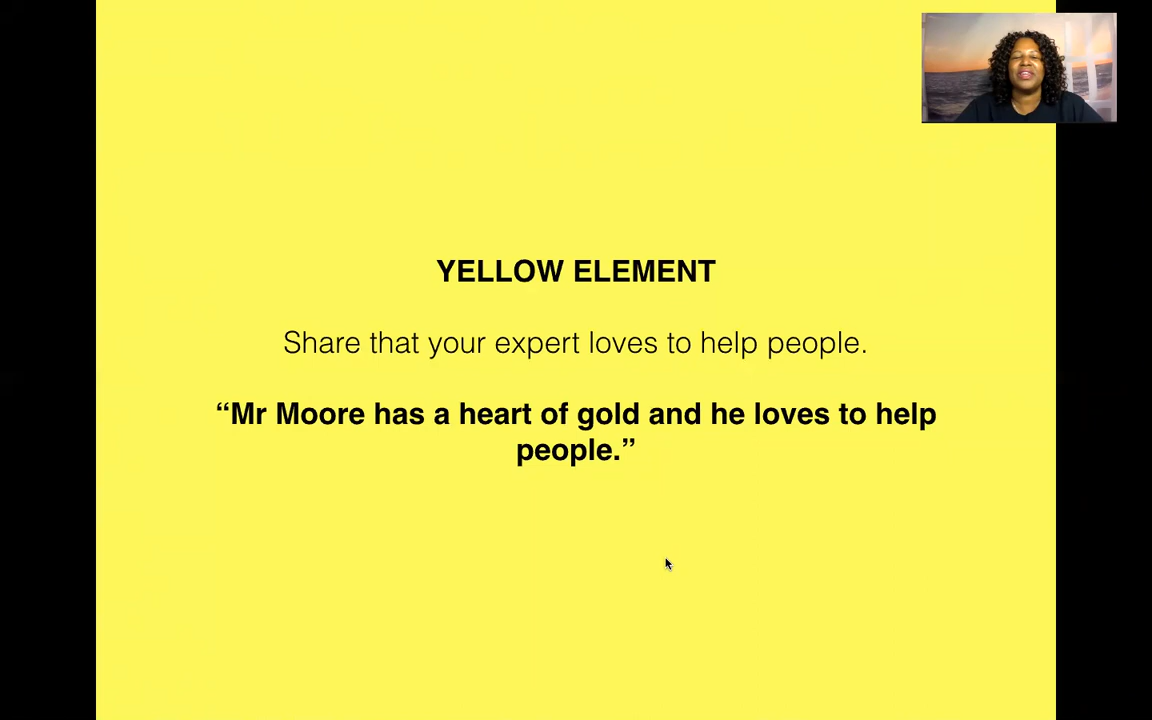 YELLOW ELEMENT
Share that your expert loves to help people.
“Mr Moore has a heart of gold and he loves to help
people.”